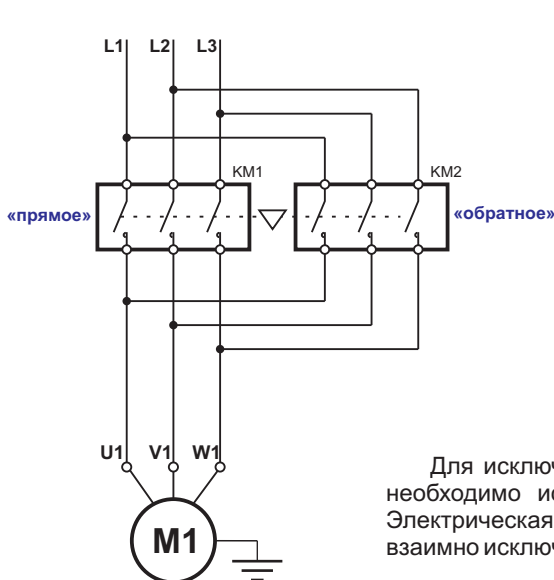 L1 L2 L3
KM1 KM2
«прямое» «обратное»
U1 V1 W1
M1
Для исключ
необходимо ис
Электрическая
взаимно исключ